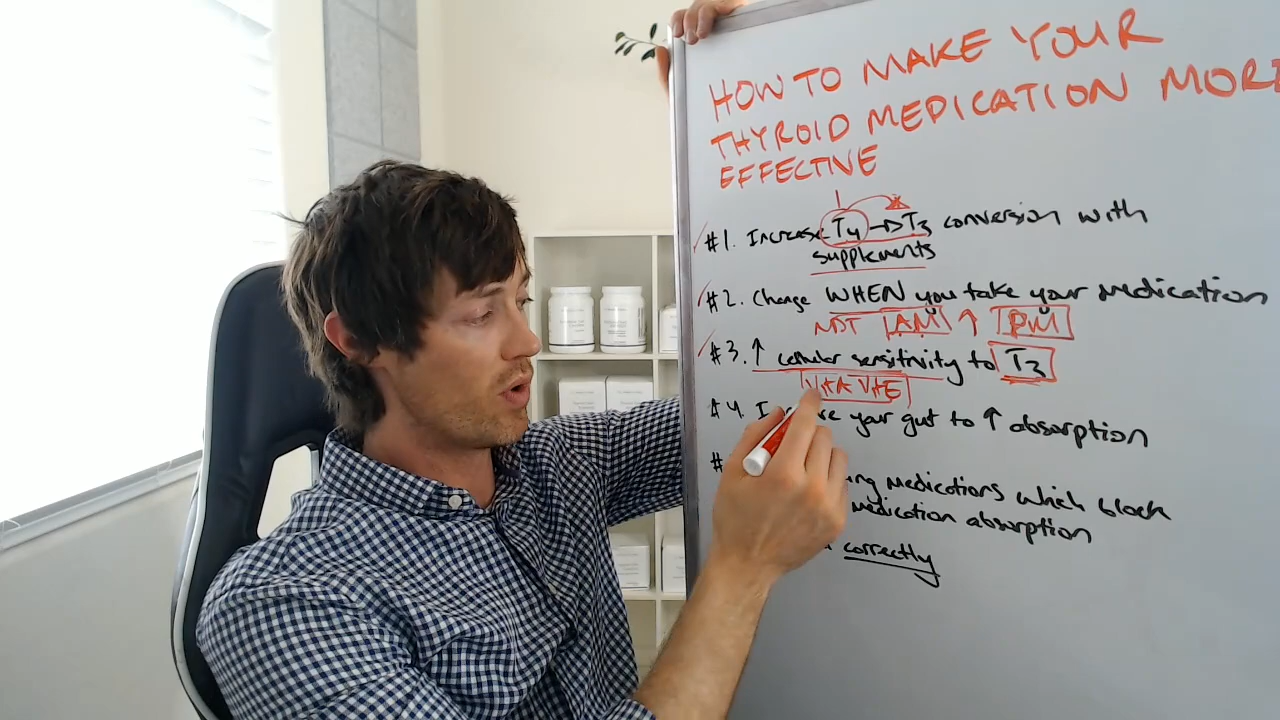 HOW TO MAKE YOUR
THYROID MEDICATION MORE
EFFECTIVE
#1. Increase T4 → T3 conversion with
supplements
#2. Change WHEN you take your medication
NOT AM ↑ PM
#3. ↑ cellular sensitivity to T3
#4. your gut to ↑ absorption
# medications which block
medication absorption
correctly